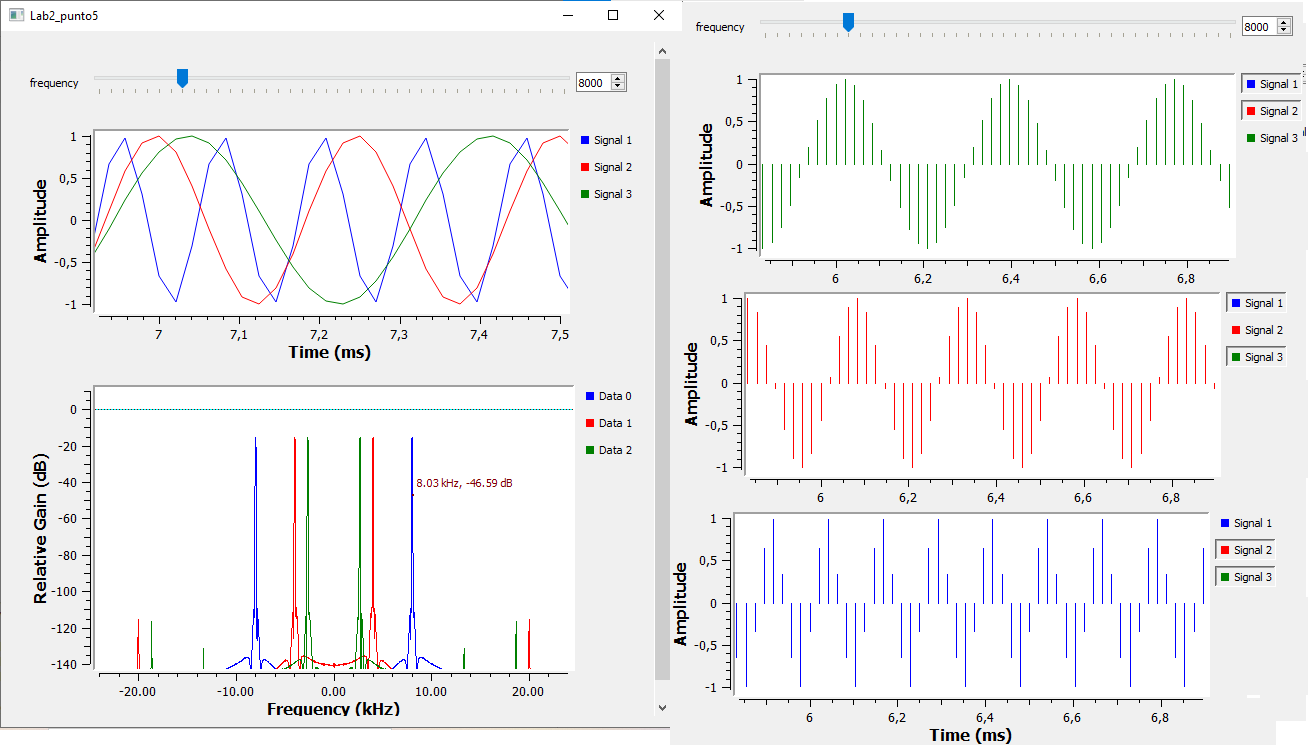 Lab2_punto5
frequency
8000
1
0,5
0
-0,5
-1
Amplitude
7
7,1
7,2
7,3
7,4
7,5
Time (ms)
Signal 1
Signal 2
Signal 3
0
-20
-40
-60
-80
-100
-120
-140
Relative Gain (dB)
8.03 kHz, -46.59 dB
-20.00
-10.00
0.00
10.00
20.00
Frequency (kHz)
Data 0
Data 1
Data 2
frequency
8000
1
0,5
0
-0,5
-1
Amplitude
6
6,2
6,4
6,6
6,8
Signal 1
Signal 2
Signal 3
1
0,5
0
-0,5
-1
Amplitude
6
6,2
6,4
6,6
6,8
Signal 1
Signal 2
Signal 3
1
0,5
0
-0,5
-1
Amplitude
6
6,2
6,4
6,6
6,8
Time (ms)
Signal 1
Signal 2
Signal 3